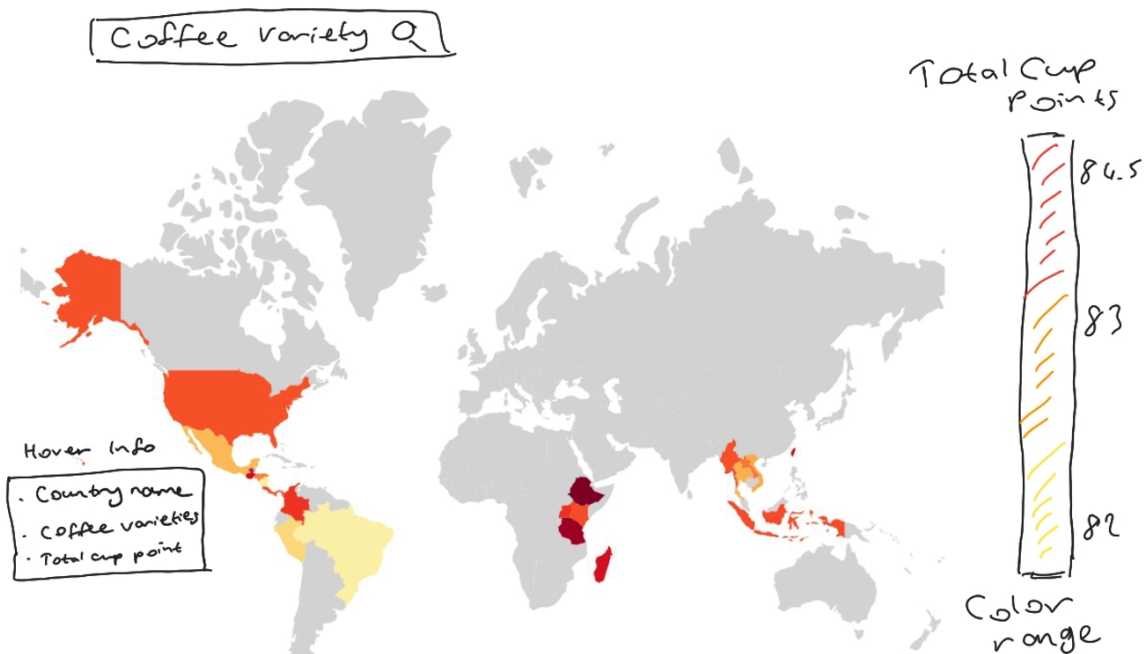 Coffee variety
Total Cup
Points
84.5
83
82
Color
range
Hover info
· Country name
· Coffee varieties
· Total cup point